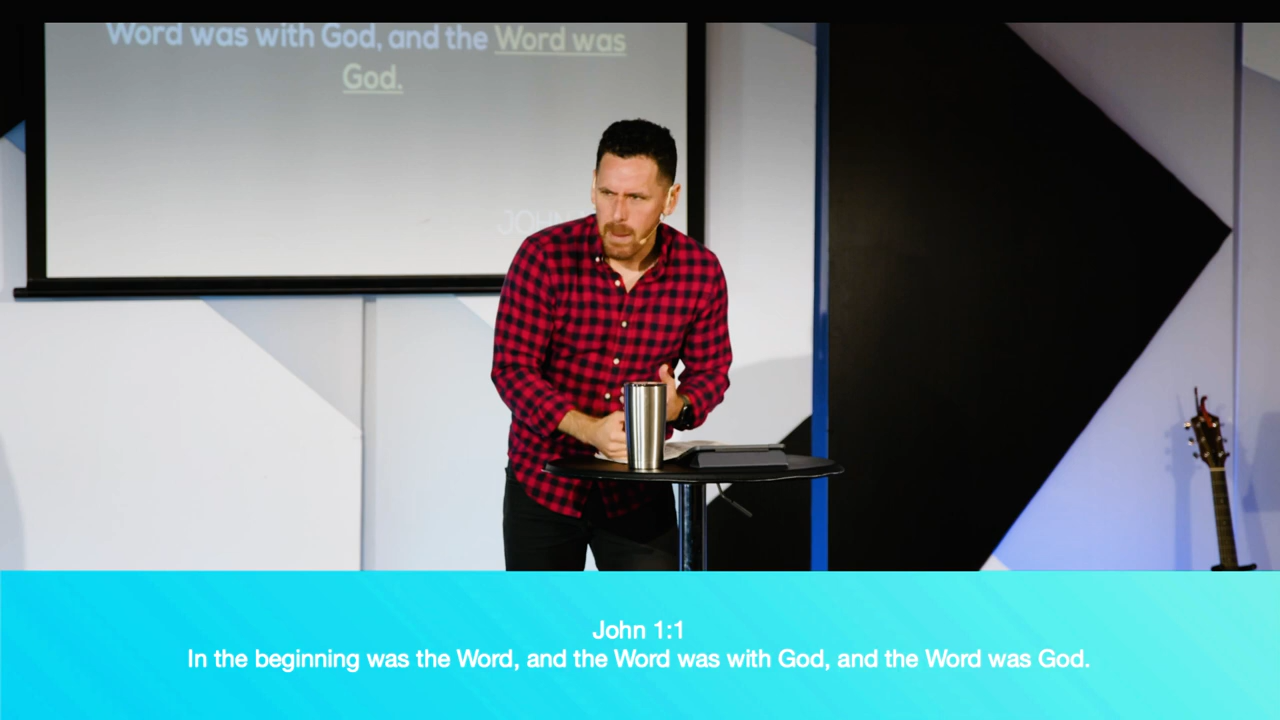 Word was with God, and the Word was
God.
JOHN
John 1:1
In the beginning was the Word, and the Word was with God, and the Word was God.